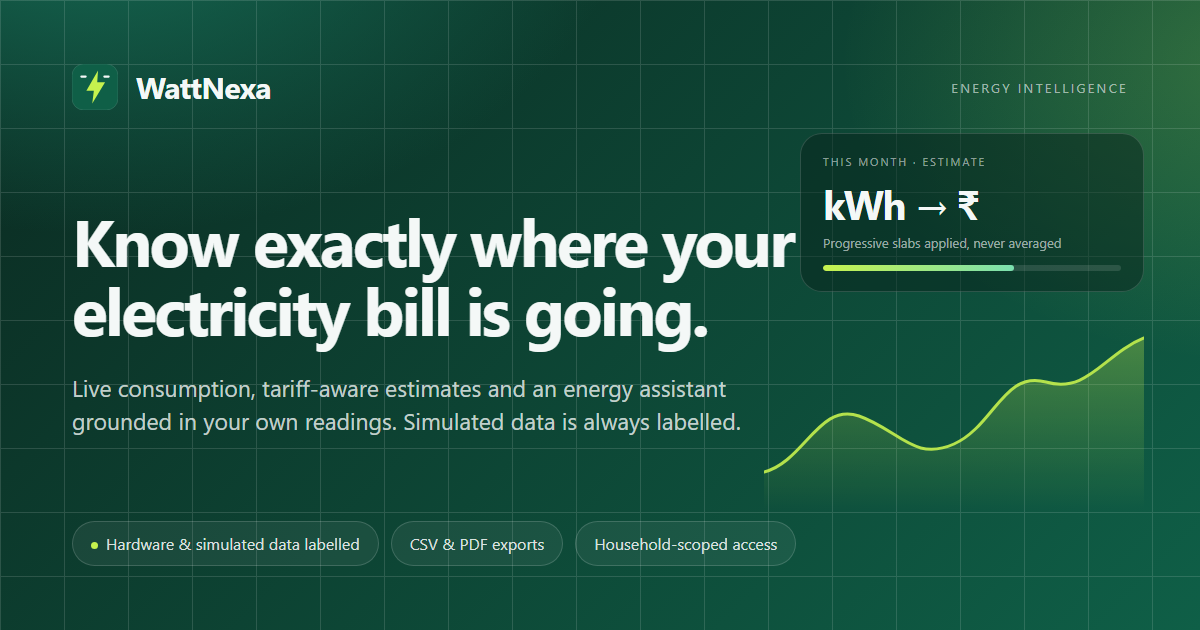 WattNexa
ENERGY INTELLIGENCE
THIS MONTH · ESTIMATE
kWh → ₹
Progressive slabs applied, never averaged
Know exactly where your
electricity bill is going.
Live consumption, tariff-aware estimates and an energy assistant
grounded in your own readings. Simulated data is always labelled.
Hardware & simulated data labelled
CSV & PDF exports
Household-scoped access